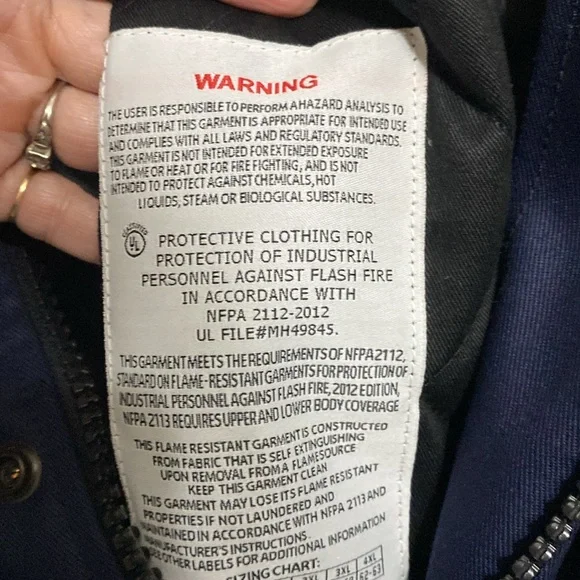 WARNING
THE USER IS RESPONSIBLE TO PERFORM A HAZARD ANALYSIS TO
DETERMINE THAT THIS GARMENT IS APPROPRIATE FOR INTENDED USE
AND COMPLIES WITH ALL LAWS AND REGULATORY STANDARDS.
THIS GARMENT IS NOT INTENDED FOR EXTENDED EXPOSURE
TO FLAME OR HEAT OR FOR FIRE FIGHTING, AND IS NOT
INTENDED TO PROTECT AGAINST CHEMICALS, HOT
LIQUIDS, STEAM OR BIOLOGICAL SUBSTANCES.
CLASSIFIED
UL
PROTECTIVE CLOTHING FOR
PROTECTION OF INDUSTRIAL
PERSONNEL AGAINST FLASH FIRE
IN ACCORDANCE WITH
NFPA 2112-2012
UL FILE#MH49845.
THIS GARMENT MEETS THE REQUIREMENTS OF NFPA 2112,
STANDARD ON FLAME-RESISTANT GARMENTS FOR PROTECTION OF
INDUSTRIAL PERSONNEL AGAINST FLASH FIRE, 2012 EDITION,
NFPA 2113 REQUIRES UPPER AND LOWER BODY COVERAGE
THIS FLAME RESISTANT GARMENT IS CONSTRUCTED
FROM FABRIC THAT IS SELF EXTINGUISHING
UPON REMOVAL FROM A FLAME SOURCE
KEEP THIS GARMENT CLEAN
THIS GARMENT MAY LOSE ITS FLAME RESISTANT
PROPERTIES IF NOT LAUNDERED AND
MAINTAINED IN ACCORDANCE WITH NFPA 2113 AND
MANUFACTURER'S INSTRUCTIONS.
SEE OTHER LABELS FOR ADDITIONAL INFORMATION
SIZING CHART:
2XL 3XL 4XL
62-63